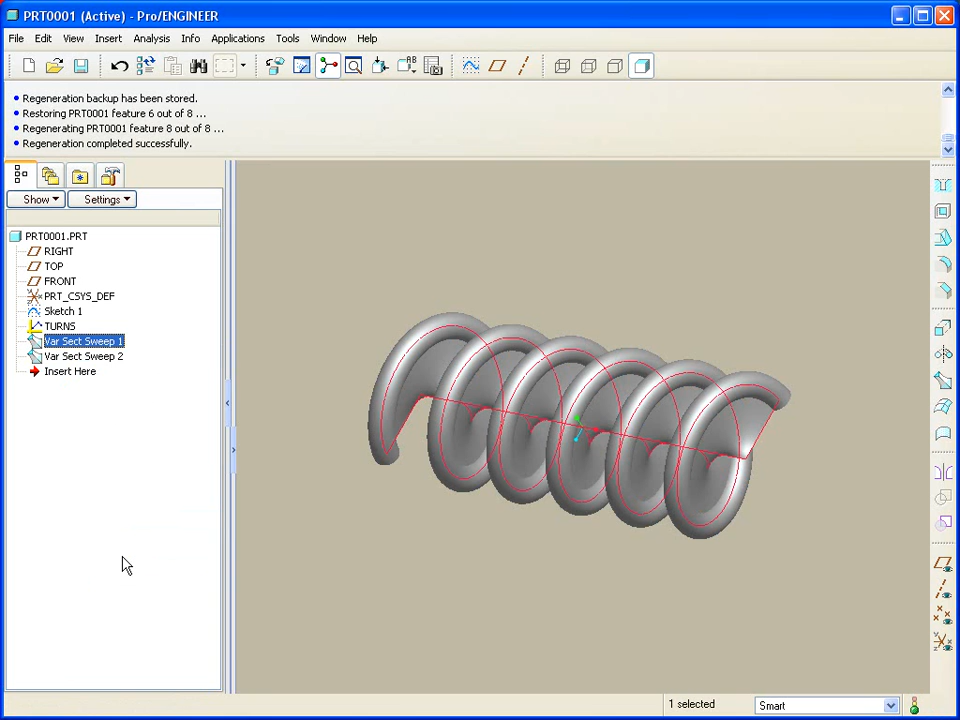 PRT0001 (Active) - Pro/ENGINEER
File Edit View Insert Analysis Info Applications Tools Window Help
Regeneration backup has been stored.
Restoring PRT0001 feature 6 out of 8 ...
Regenerating PRT0001 feature 8 out of 8 ...
Regeneration completed successfully.
Show Settings
PRT0001.PRT
RIGHT
TOP
FRONT
PRT_CSYS_DEF
Sketch 1
TURNS
Var Sect Sweep 1
Var Sect Sweep 2
Insert Here
1 selected Smart